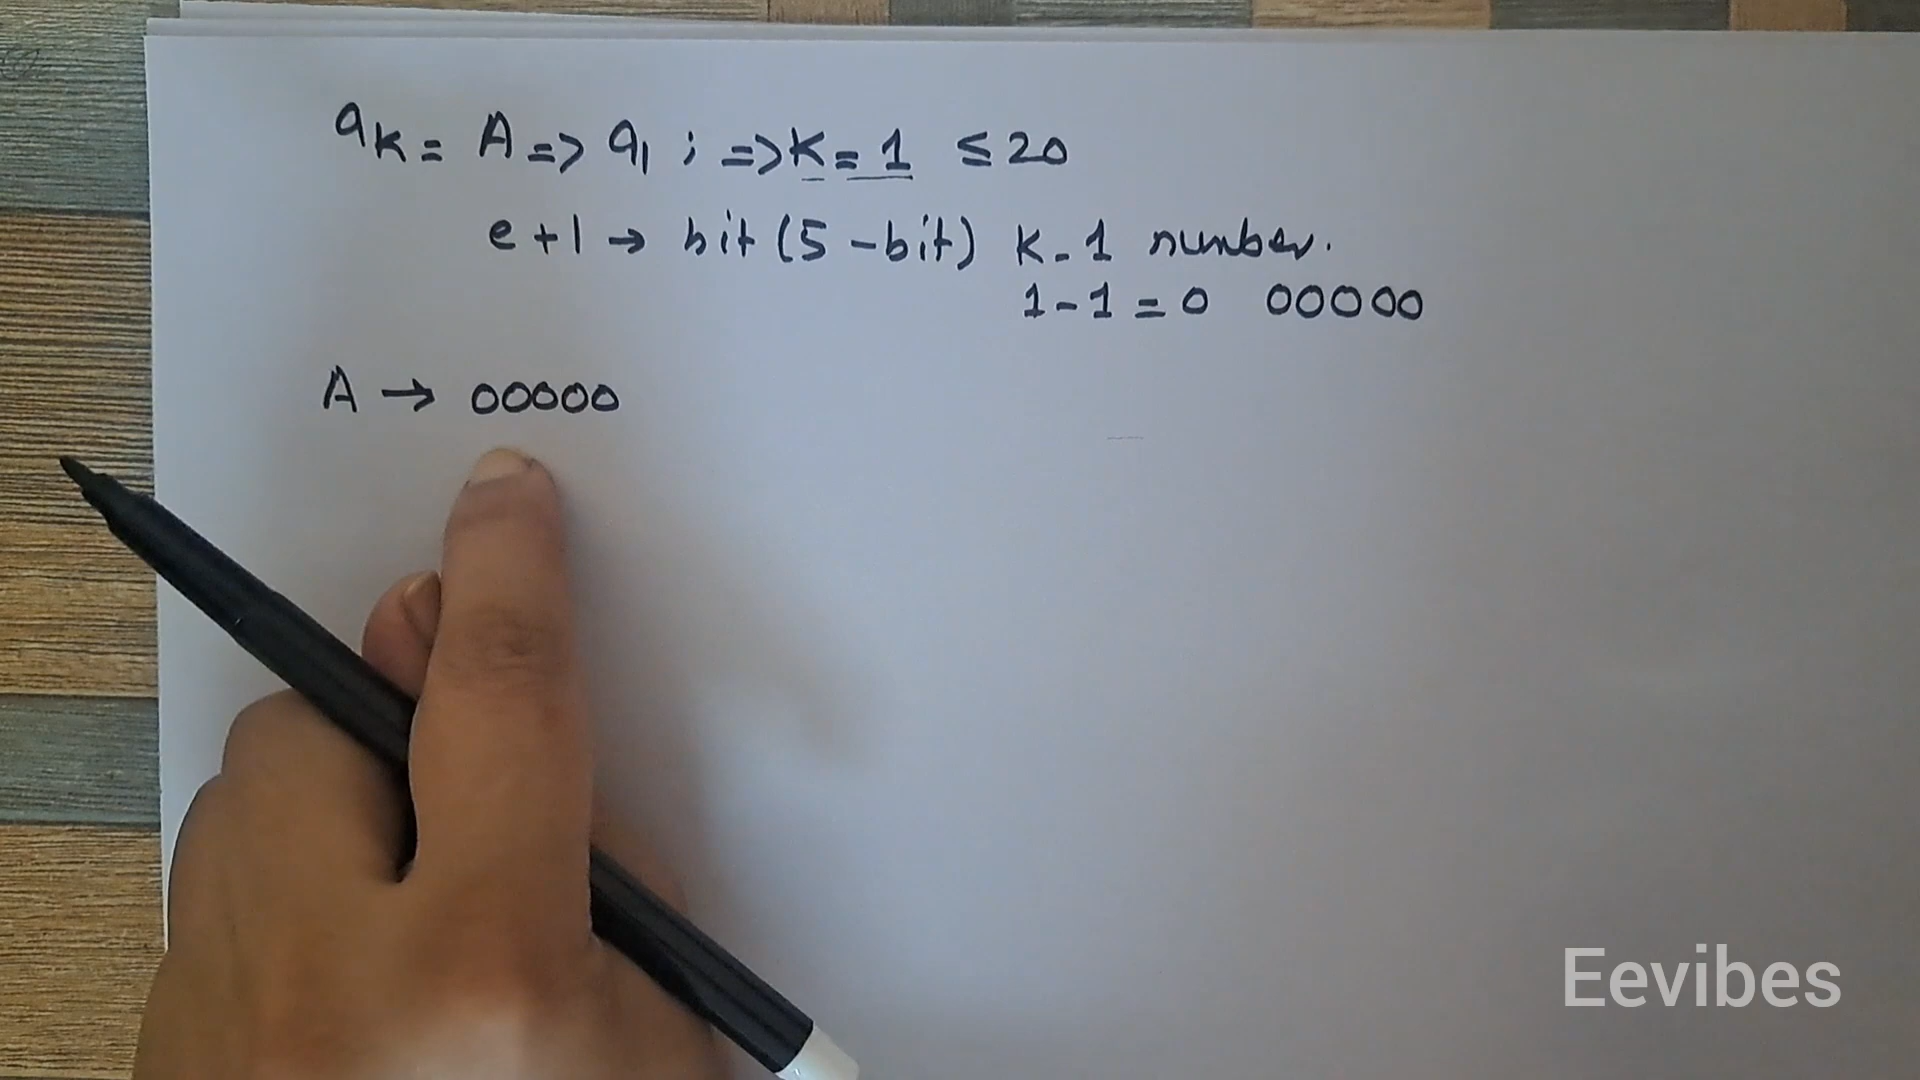 ak = A => a1 ; => K = 1 ≤ 20
e + 1 → bit (5 - bit) K - 1 number.
1 - 1 = 0 00000
A → 00000
Eevibes